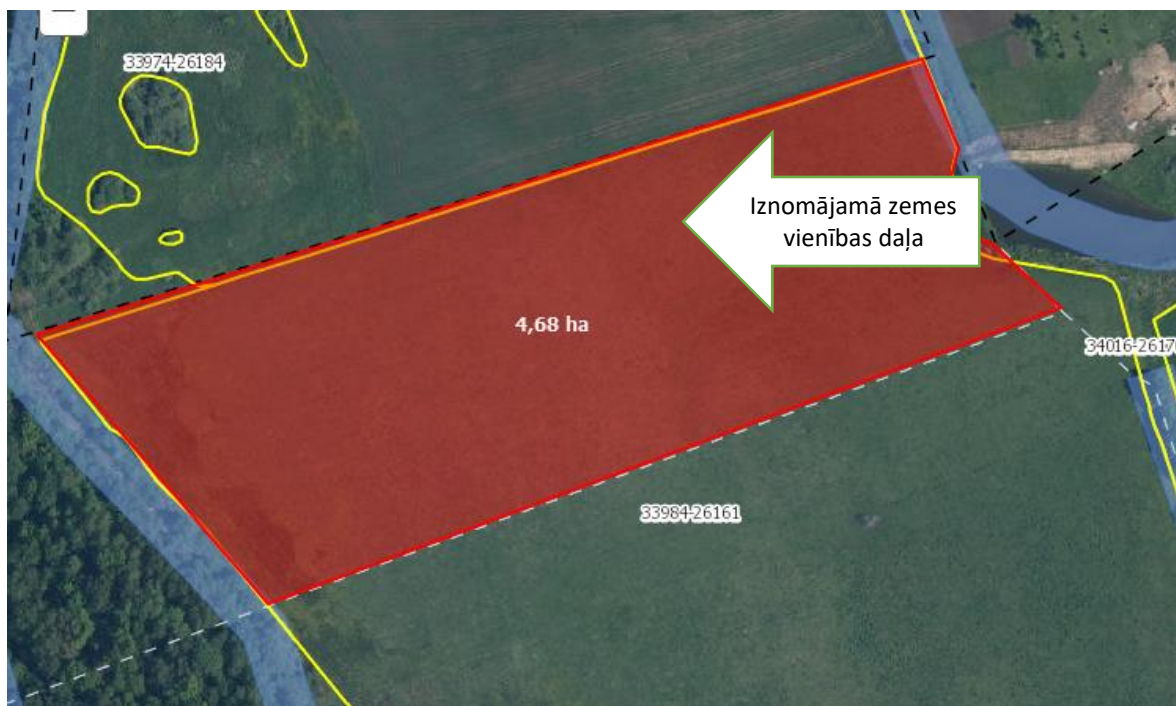 33974-26184
Iznomājamā zemes
vienības daļa
4,68 ha
34016-2617
33984-26161